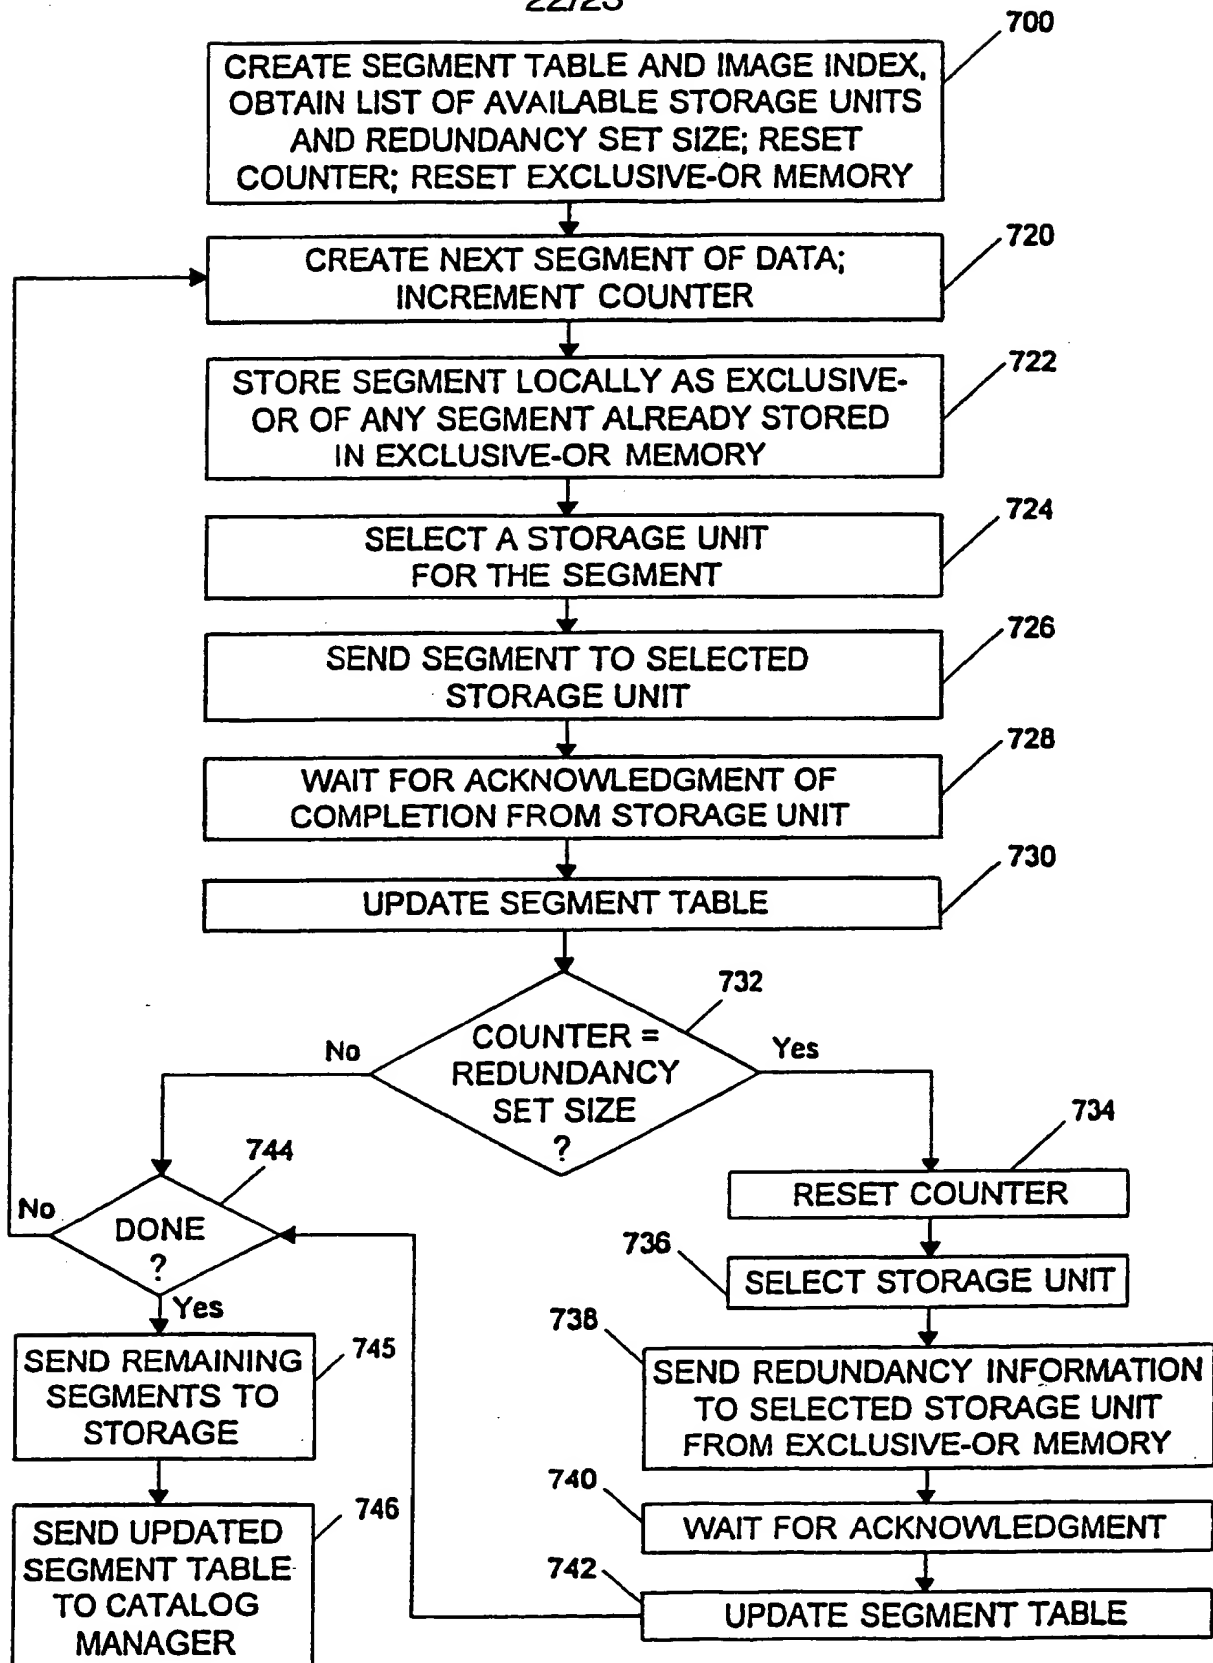 22/23
700
CREATE SEGMENT TABLE AND IMAGE INDEX,
OBTAIN LIST OF AVAILABLE STORAGE UNITS
AND REDUNDANCY SET SIZE; RESET
COUNTER; RESET EXCLUSIVE-OR MEMORY
720
CREATE NEXT SEGMENT OF DATA;
INCREMENT COUNTER
722
STORE SEGMENT LOCALLY AS EXCLUSIVE-
OR OF ANY SEGMENT ALREADY STORED
IN EXCLUSIVE-OR MEMORY
724
SELECT A STORAGE UNIT
FOR THE SEGMENT
726
SEND SEGMENT TO SELECTED
STORAGE UNIT
728
WAIT FOR ACKNOWLEDGMENT OF
COMPLETION FROM STORAGE UNIT
730
UPDATE SEGMENT TABLE
732
COUNTER =
REDUNDANCY
SET SIZE
?
No
Yes
734
RESET COUNTER
736
SELECT STORAGE UNIT
738
SEND REDUNDANCY INFORMATION
TO SELECTED STORAGE UNIT
FROM EXCLUSIVE-OR MEMORY
740
WAIT FOR ACKNOWLEDGMENT
742
UPDATE SEGMENT TABLE
744
DONE
?
No
Yes
745
SEND REMAINING
SEGMENTS TO
STORAGE
746
SEND UPDATED
SEGMENT TABLE
TO CATALOG
MANAGER